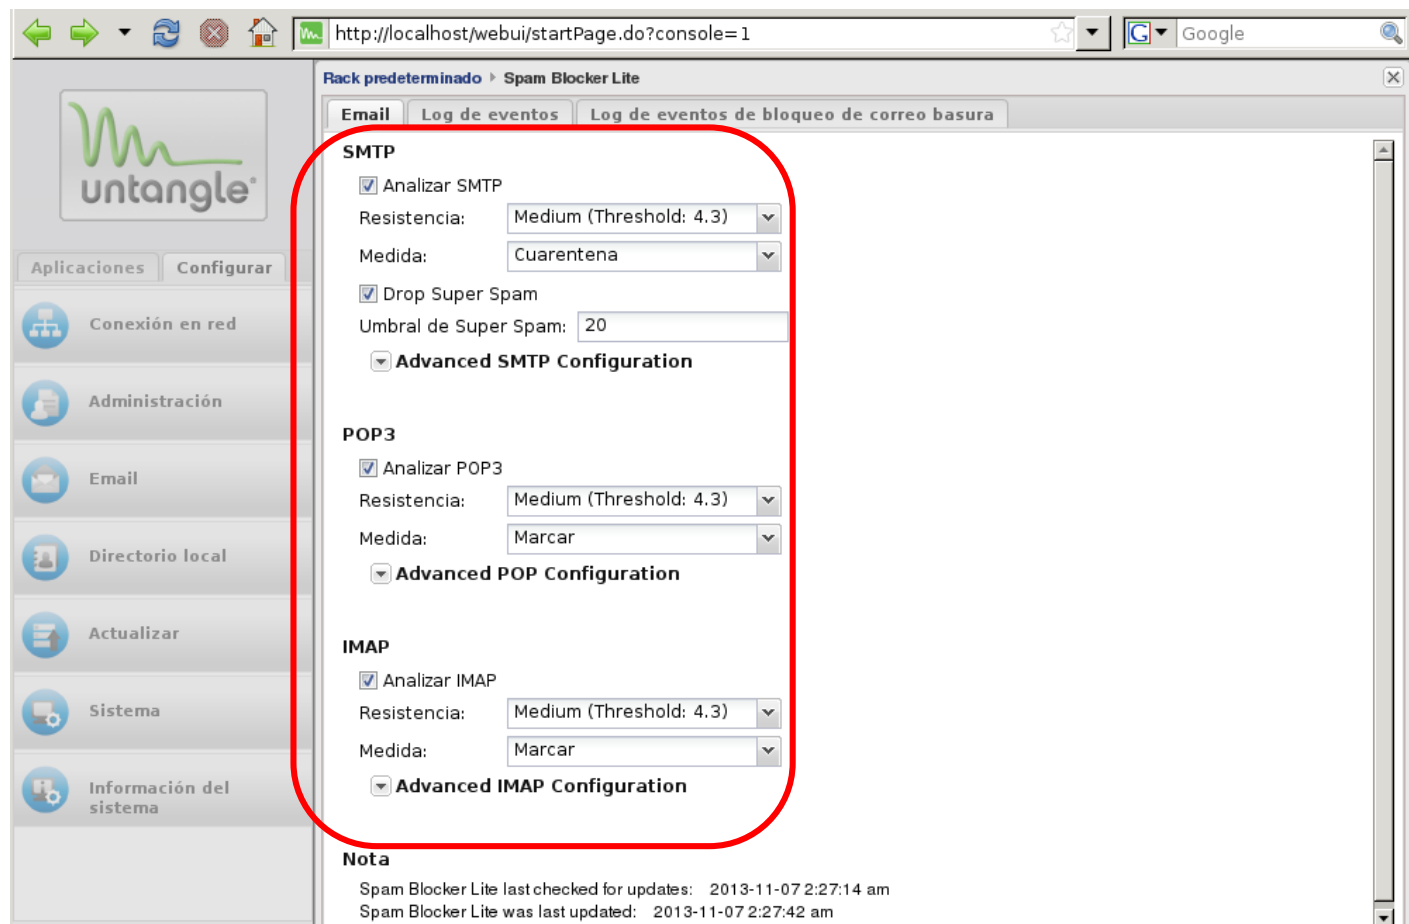 http://localhost/webui/startPage.do?console=1
Google
untangle
Aplicaciones
Configurar
Conexión en red
Administración
Email
Directorio local
Actualizar
Sistema
Información del
sistema
Rack predeterminado
Spam Blocker Lite
Email
Log de eventos
Log de eventos de bloqueo de correo basura
SMTP
Analizar SMTP
Resistencia: Medium (Threshold: 4.3)
Medida: Cuarentena
Drop Super Spam
Umbral de Super Spam: 20
Advanced SMTP Configuration
POP3
Analizar POP3
Resistencia: Medium (Threshold: 4.3)
Medida: Marcar
Advanced POP Configuration
IMAP
Analizar IMAP
Resistencia: Medium (Threshold: 4.3)
Medida: Marcar
Advanced IMAP Configuration
Nota
Spam Blocker Lite last checked for updates: 2013-11-07 2:27:14 am
Spam Blocker Lite was last updated: 2013-11-07 2:27:42 am